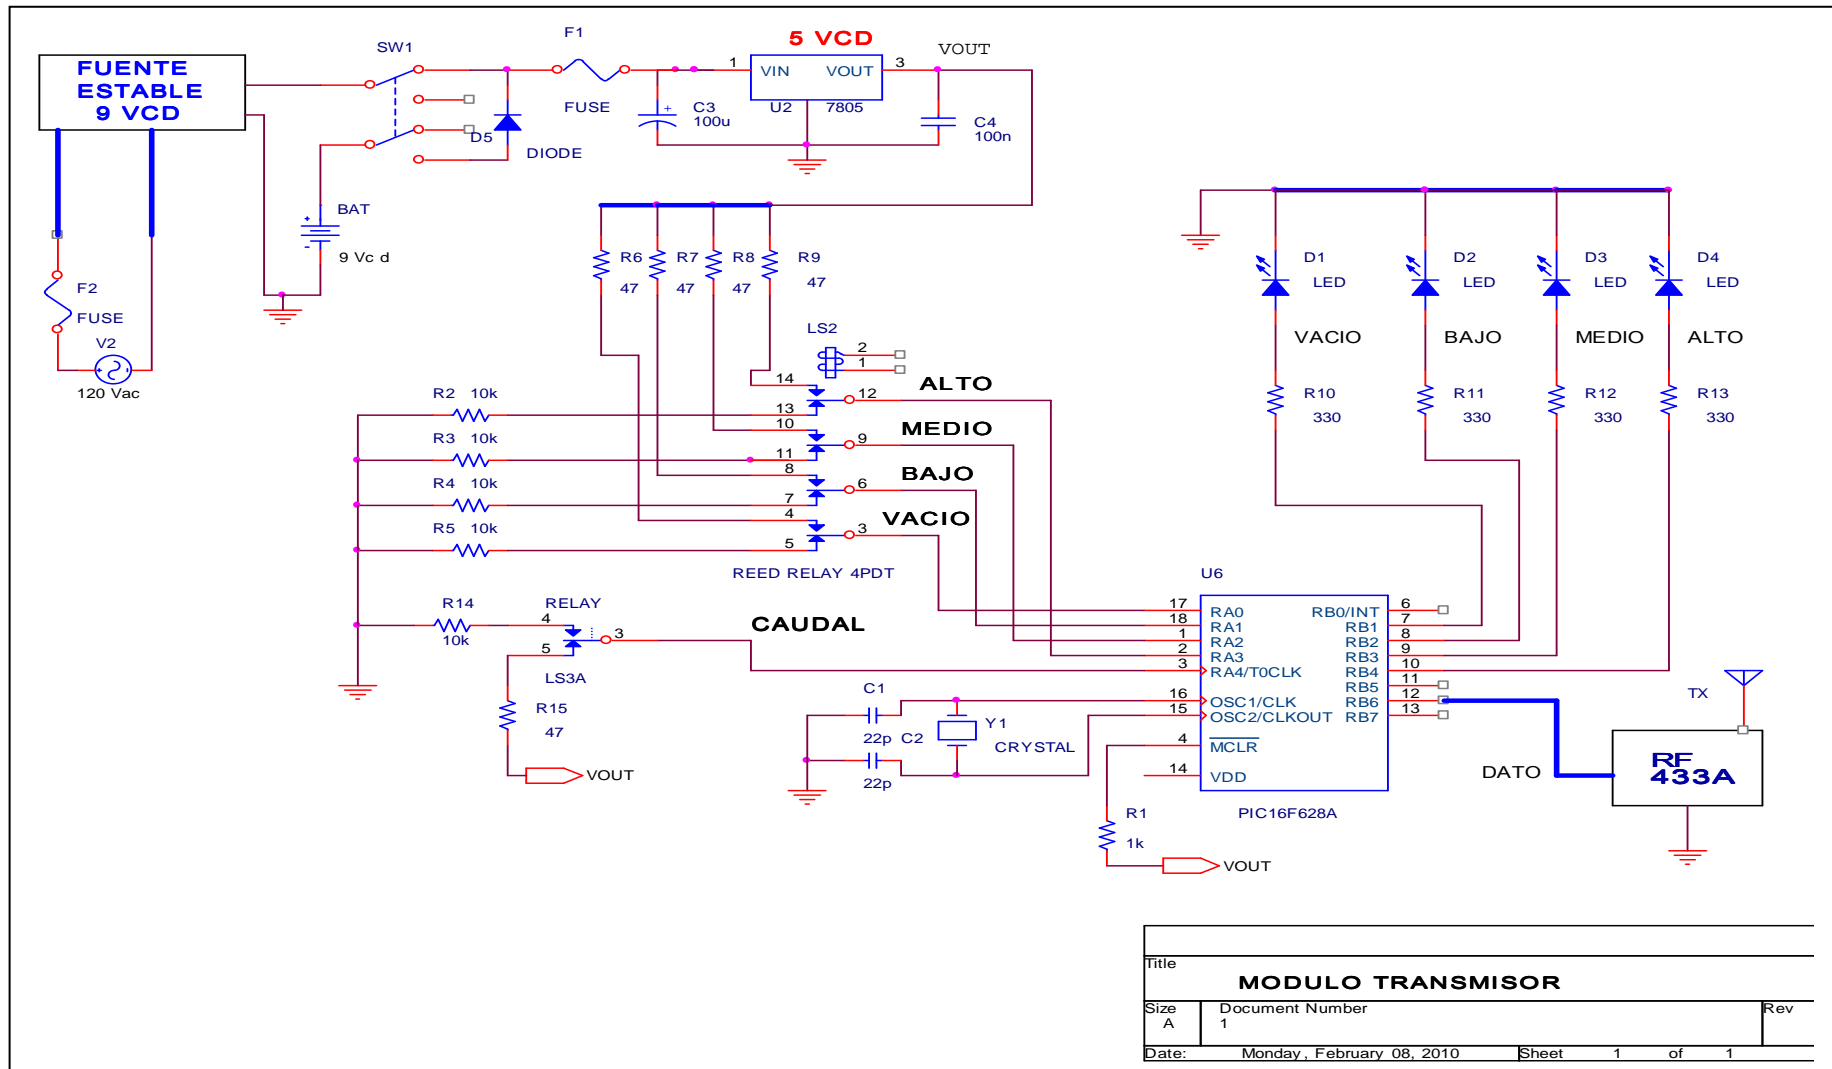 FUENTE
ESTABLE
9 VCD
SW1
F1
FUSE
D5
DIODE
5 VCD
1
VIN
VOUT
3
U2
7805
VOUT
+
C3
100u
C4
100n
+
BAT
-
9 Vc d
F2
FUSE
V2
120 Vac
R6
47
R7
47
R8
47
R9
47
LS2
2
1
14
13
12
ALTO
10
11
9
MEDIO
8
7
6
BAJO
4
5
3
VACIO
REED RELAY 4PDT
R2 10k
R3 10k
R4 10k
R5 10k
R14
10k
RELAY
4
5
3
LS3A
CAUDAL
R15
47
VOUT
D1
LED
D2
LED
D3
LED
D4
LED
VACIO
BAJO
MEDIO
ALTO
R10
330
R11
330
R12
330
R13
330
U6
17 RA0
18 RA1
1 RA2
2 RA3
3 RA4/T0CLK
16 OSC1/CLK
15 OSC2/CLKOUT
4 MCLR
14 VDD
RB0/INT 6
RB1 7
RB2 8
RB3 9
RB4 10
RB5 11
RB6 12
RB7 13
PIC16F628A
C1
22p
C2
22p
Y1
CRYSTAL
R1
1k
VOUT
DATO
TX
RF
433A
Title
MODULO TRANSMISOR
Size
A
Document Number
1
Rev
Date:
Monday, February 08, 2010
Sheet 1 of 1